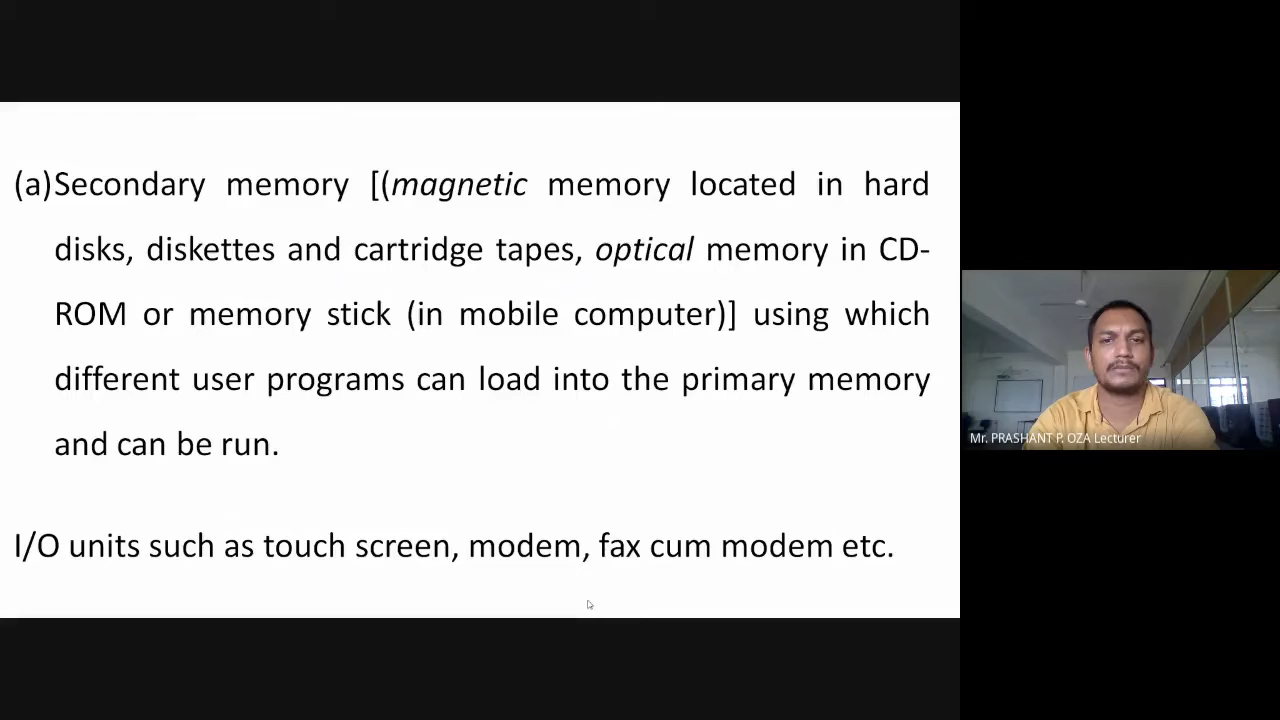 (a)Secondary memory [(magnetic memory located in hard
disks, diskettes and cartridge tapes, optical memory in CD-
ROM or memory stick (in mobile computer)] using which
different user programs can load into the primary memory
and can be run.
I/O units such as touch screen, modem, fax cum modem etc.
Mr. PRASHANT P. OZA Lecturer